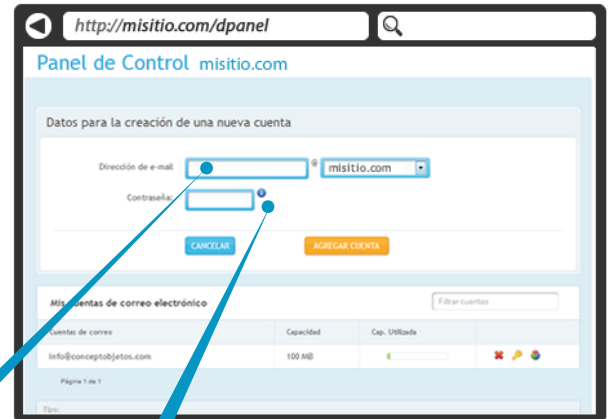 http://misitio.com/dpanel
Panel de Control misitio.com
Datos para la creación de una nueva cuenta
Dirección de e-mail @ misitio.com
Contraseña:
CANCELAR AGREGAR CUENTA
Mis cuentas de correo electrónico Filtrar cuentas
Cuentas de correo Capacidad Cap. Utilizada
info@conceptobjetos.com 100 MB
Página 1 de 1
Tipo: